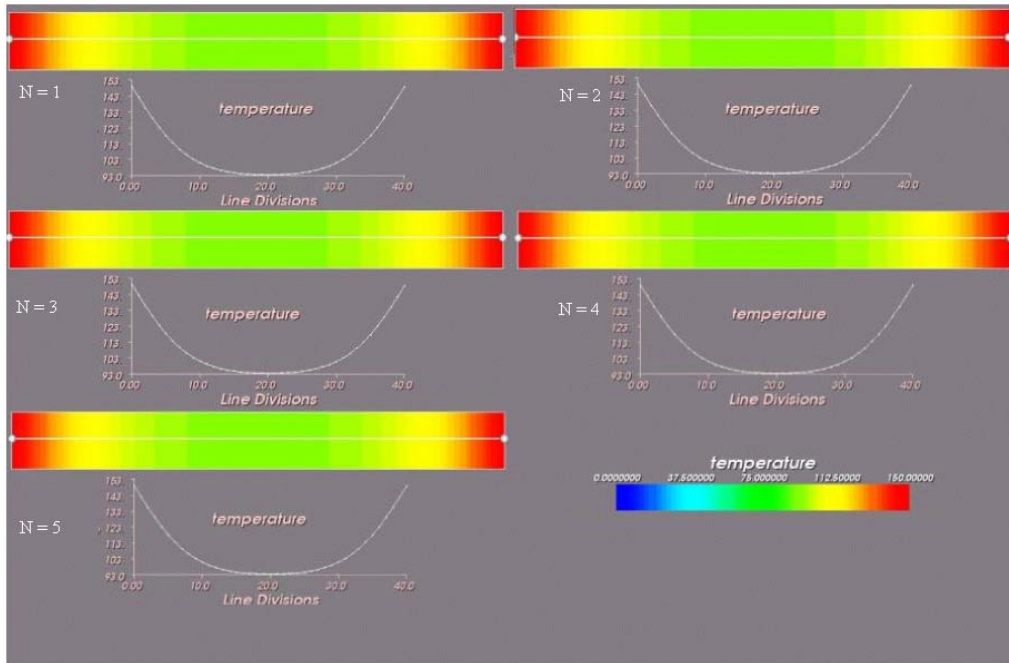 N = 1
153.
143.
133.
123.
113.
103.
93.0
temperature
0.00 10.0 20.0 30.0 40.0
Line Divisions
N = 2
153.
143.
133.
123.
113.
103.
93.0
temperature
0.00 10.0 20.0 30.0 40.0
Line Divisions
N = 3
153.
143.
133.
123.
113.
103.
93.0
temperature
0.00 10.0 20.0 30.0 40.0
Line Divisions
N = 4
153.
143.
133.
123.
113.
103.
93.0
temperature
0.00 10.0 20.0 30.0 40.0
Line Divisions
N = 5
153.
143.
133.
123.
113.
103.
93.0
temperature
0.00 10.0 20.0 30.0 40.0
Line Divisions
temperature
0.0000000 37.500000 75.000000 112.50000 150.00000